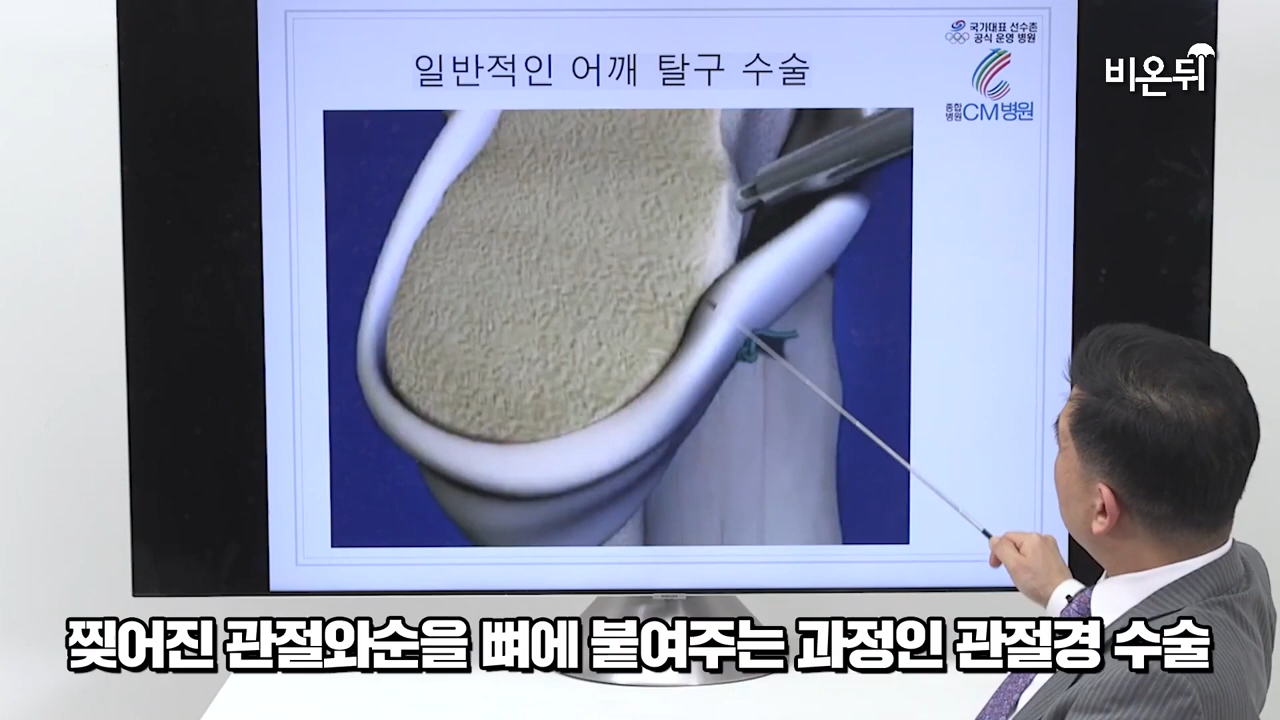 일반적인 어깨 탈구 수술
국가대표 선수촌
공식 운영 병원
종합
병원 CM병원
비온뒤
찢어진 관절와순을 뼈에 붙여주는 과정인 관절경 수술